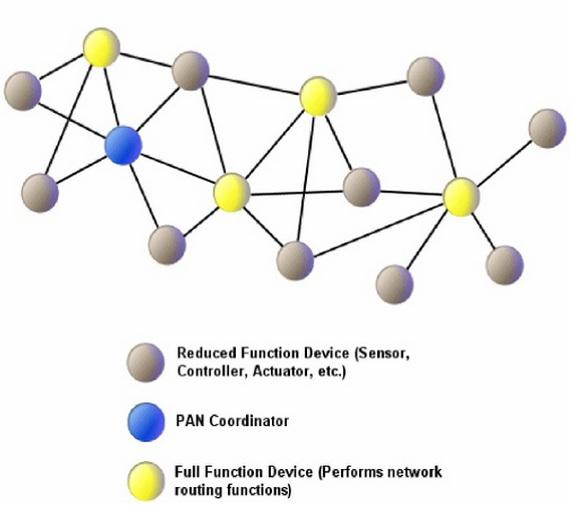 Reduced Function Device (Sensor,
Controller, Actuator, etc.)
PAN Coordinator
Full Function Device (Performs network
routing functions)